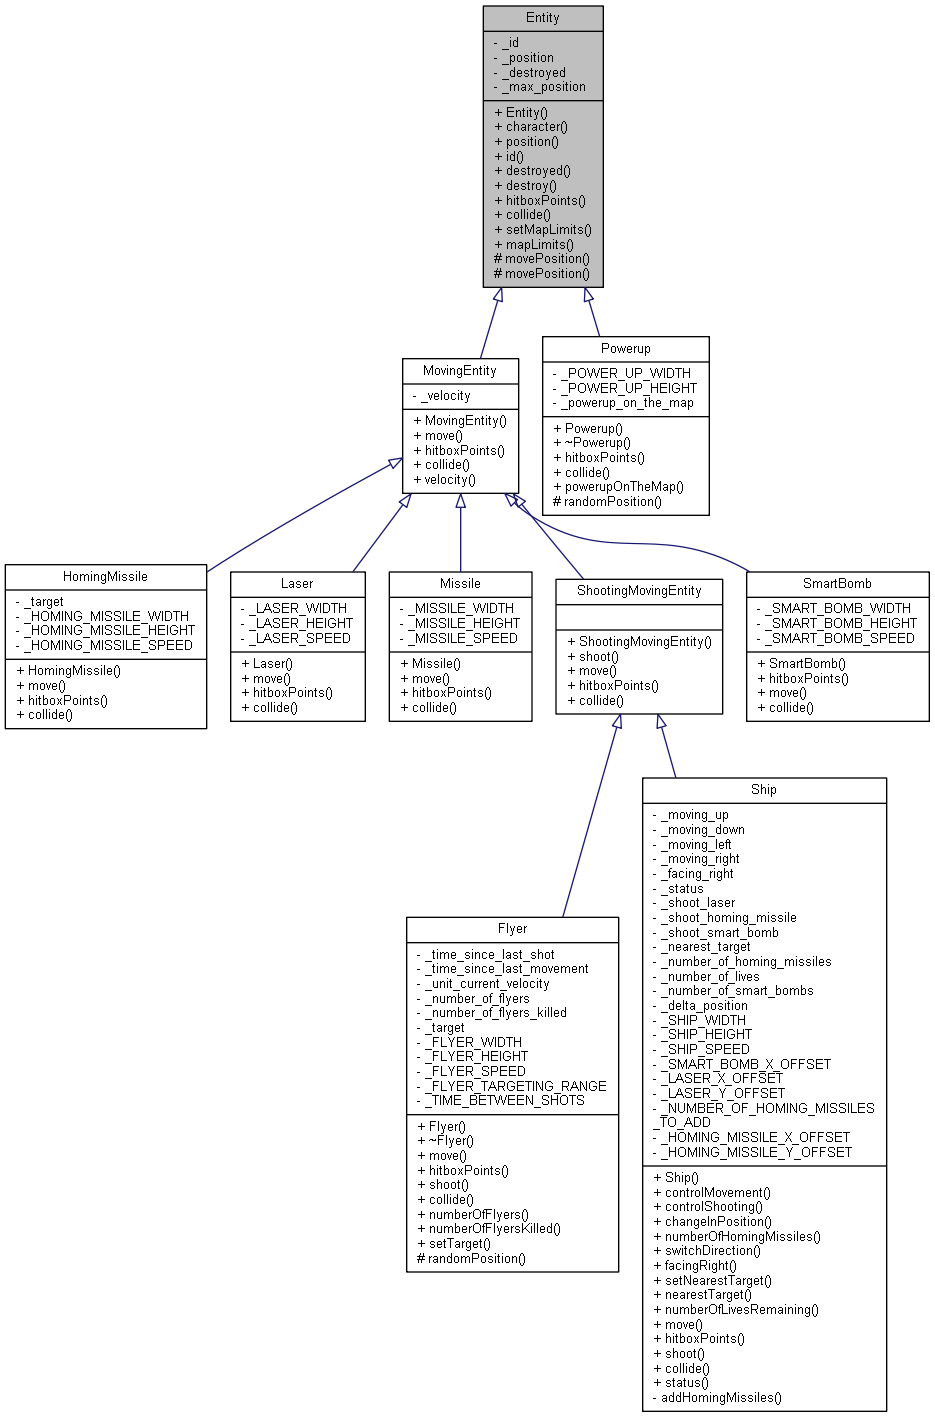 Entity
- _id
- _position
- _destroyed
- _max_position
+ Entity()
+ character()
+ position()
+ id()
+ destroyed()
+ destroy()
+ hitboxPoints()
+ collide()
+ setMapLimits()
+ mapLimits()
# movePosition()
# movePosition()
MovingEntity
- _velocity
+ MovingEntity()
+ move()
+ hitboxPoints()
+ collide()
+ velocity()
Powerup
- _POWER_UP_WIDTH
- _POWER_UP_HEIGHT
- _powerup_on_the_map
+ Powerup()
+ ~Powerup()
+ hitboxPoints()
+ collide()
+ powerupOnTheMap()
# randomPosition()
HomingMissile
- _target
- _HOMING_MISSILE_WIDTH
- _HOMING_MISSILE_HEIGHT
- _HOMING_MISSILE_SPEED
+ HomingMissile()
+ move()
+ hitboxPoints()
+ collide()
Laser
- _LASER_WIDTH
- _LASER_HEIGHT
- _LASER_SPEED
+ Laser()
+ move()
+ hitboxPoints()
+ collide()
Missile
- _MISSILE_WIDTH
- _MISSILE_HEIGHT
- _MISSILE_SPEED
+ Missile()
+ move()
+ hitboxPoints()
+ collide()
ShootingMovingEntity
+ ShootingMovingEntity()
+ shoot()
+ move()
+ hitboxPoints()
+ collide()
SmartBomb
- _SMART_BOMB_WIDTH
- _SMART_BOMB_HEIGHT
- _SMART_BOMB_SPEED
+ SmartBomb()
+ hitboxPoints()
+ move()
+ collide()
Flyer
- _time_since_last_shot
- _time_since_last_movement
- _unit_current_velocity
- _number_of_flyers
- _number_of_flyers_killed
- _target
- _FLYER_WIDTH
- _FLYER_HEIGHT
- _FLYER_SPEED
- _FLYER_TARGETING_RANGE
- _TIME_BETWEEN_SHOTS
+ Flyer()
+ ~Flyer()
+ move()
+ hitboxPoints()
+ shoot()
+ collide()
+ numberOfFlyers()
+ numberOfFlyersKilled()
+ setTarget()
# randomPosition()
Ship
- _moving_up
- _moving_down
- _moving_left
- _moving_right
- _facing_right
- _status
- _shoot_laser
- _shoot_homing_missile
- _shoot_smart_bomb
- _nearest_target
- _number_of_homing_missiles
- _number_of_lives
- _number_of_smart_bombs
- _delta_position
- _SHIP_WIDTH
- _SHIP_HEIGHT
- _SHIP_SPEED
- _SMART_BOMB_X_OFFSET
- _LASER_X_OFFSET
- _LASER_Y_OFFSET
- _NUMBER_OF_HOMING_MISSILES
_TO_ADD
- _HOMING_MISSILE_X_OFFSET
- _HOMING_MISSILE_Y_OFFSET
+ Ship()
+ controlMovement()
+ controlShooting()
+ changeInPosition()
+ numberOfHomingMissiles()
+ switchDirection()
+ facingRight()
+ setNearestTarget()
+ nearestTarget()
+ numberOfLivesRemaining()
+ move()
+ hitboxPoints()
+ shoot()
+ collide()
+ status()
- addHomingMissiles()